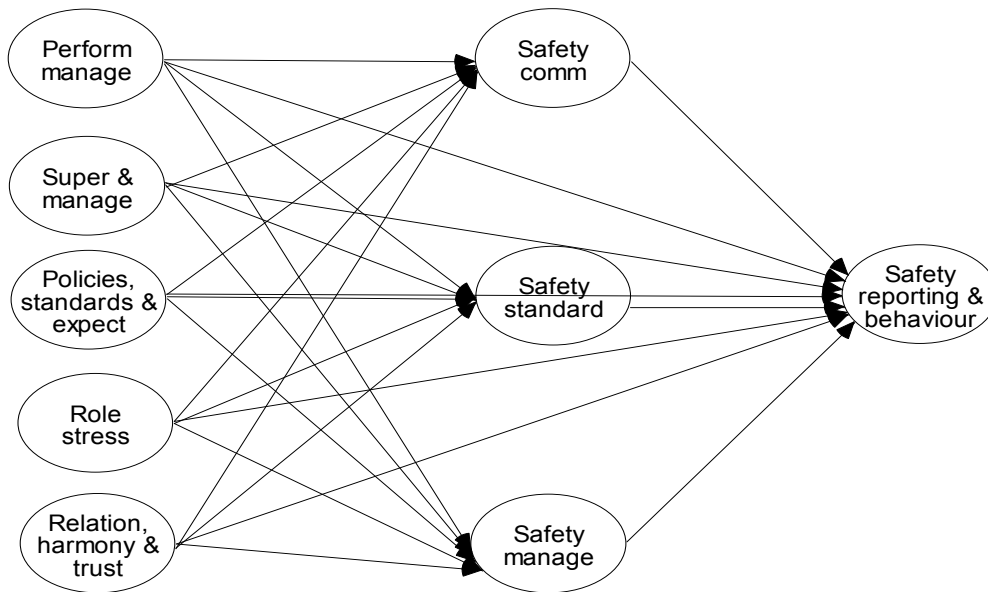 Perform
manage
Safety
comm
Super &
manage
Policies,
standards &
expect
Safety
standard
Safety
reporting &
behaviour
Role
stress
Relation,
harmony &
trust
Safety
manage